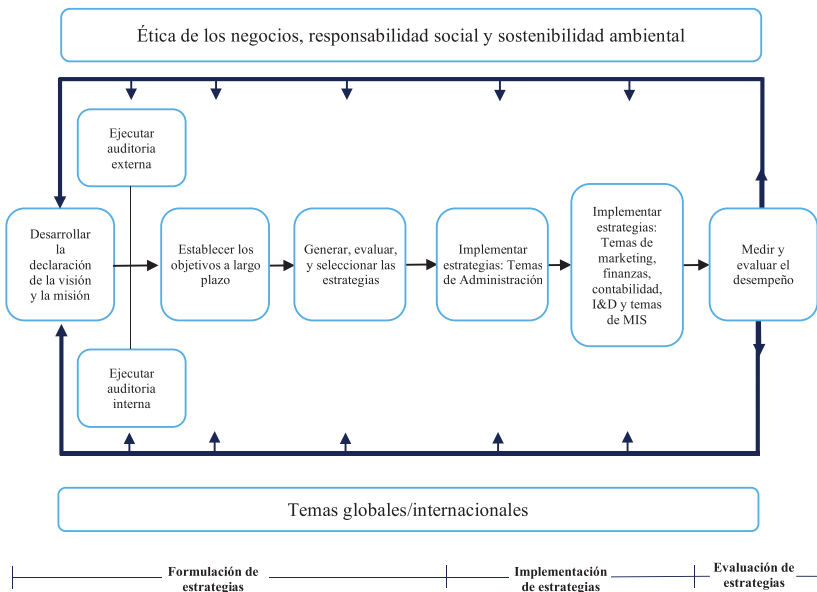 Ética de los negocios, responsabilidad social y sostenibilidad ambiental
Ejecutar
auditoria
externa
Desarrollar
la
declaración
de la visión
y la misión
Establecer los
objetivos a largo
plazo
Generar, evaluar,
y seleccionar las
estrategias
Implementar
estrategias: Temas
de Administración
Implementar
estrategias:
Temas de
marketing,
finanzas,
contabilidad,
I&D y temas
de MIS
Medir y
evaluar el
desempeño
Ejecutar
auditoria
interna
Temas globales/internacionales
Formulación de
estrategias
Implementación
de estrategias
Evaluación de
estrategias